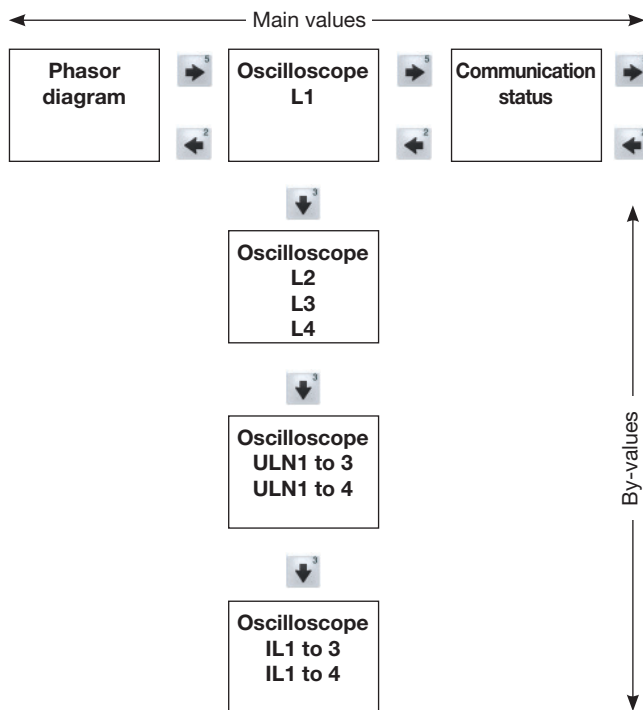 Main values
Phasor
diagram
5
2
Oscilloscope
L1
5
2
Communication
status
3
Oscilloscope
L2
L3
L4
3
Oscilloscope
ULN1 to 3
ULN1 to 4
3
Oscilloscope
IL1 to 3
IL1 to 4
By-values